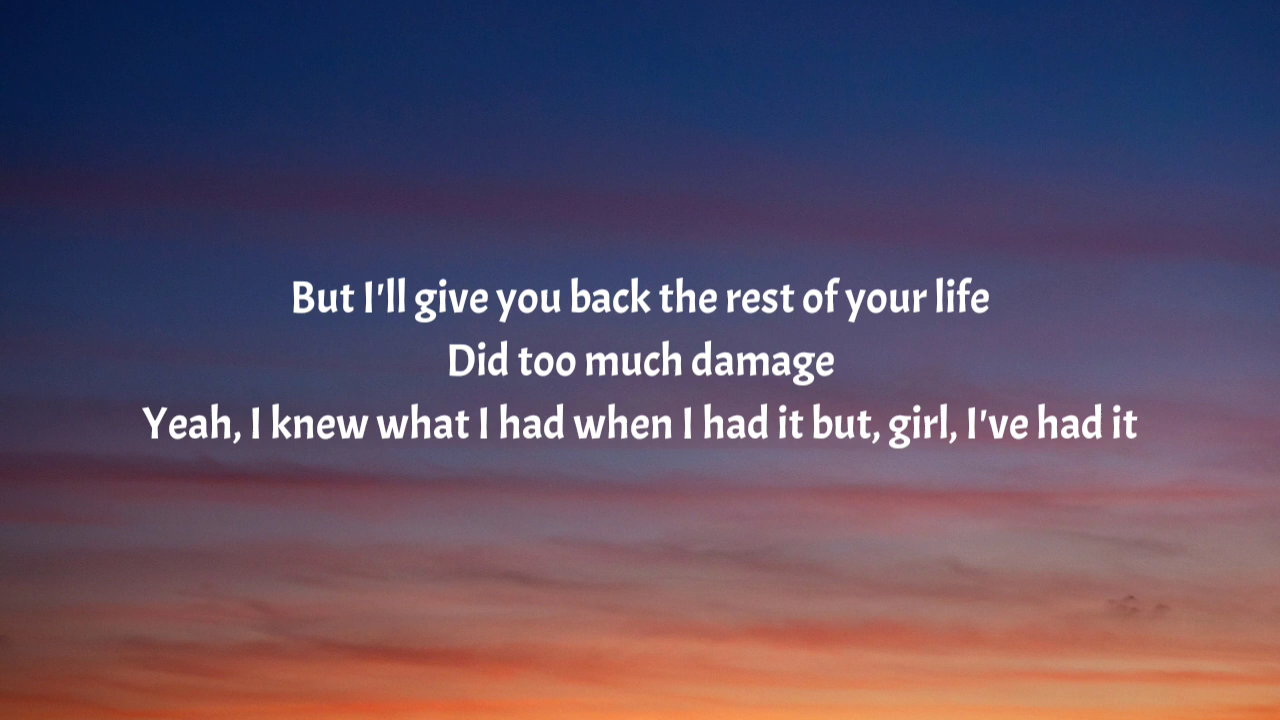 But I'll give you back the rest of your life
Did too much damage
Yeah, I knew what I had when I had it but, girl, I've had it